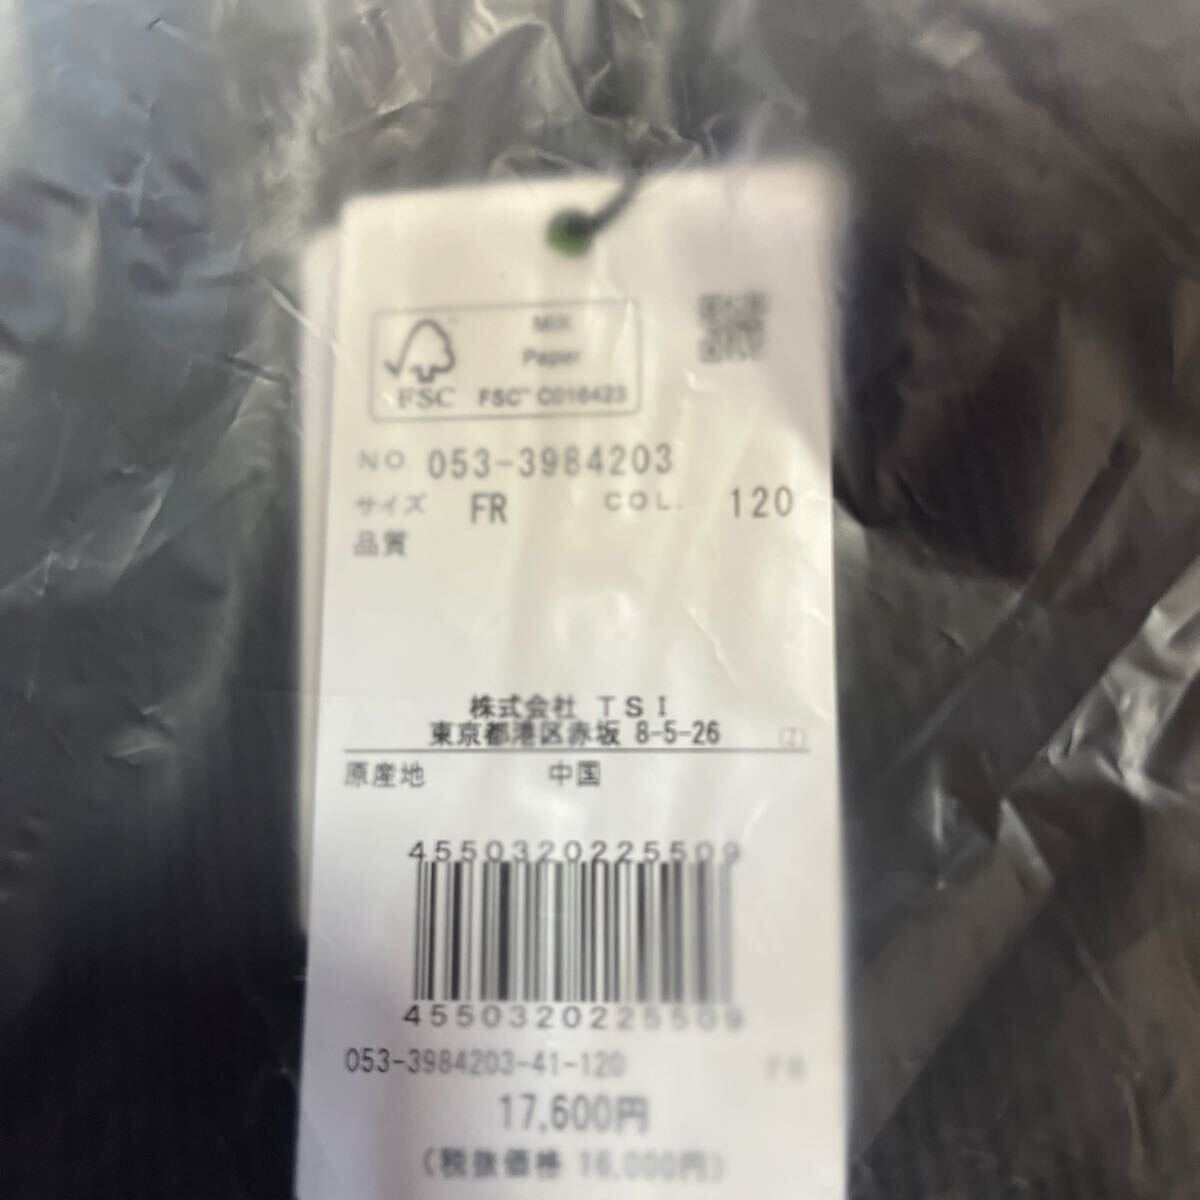 MIX
Paper
FSC
FSC™ C016423
NO 053-3984203
サイズ FR COL. 120
品質
株式会社 TSI
東京都港区赤坂 8-5-26 (2)
原産地 中国
4550320225509
4550320225509
053-3984203-41-120 FR
17,600円
(税抜価格 16,000円)